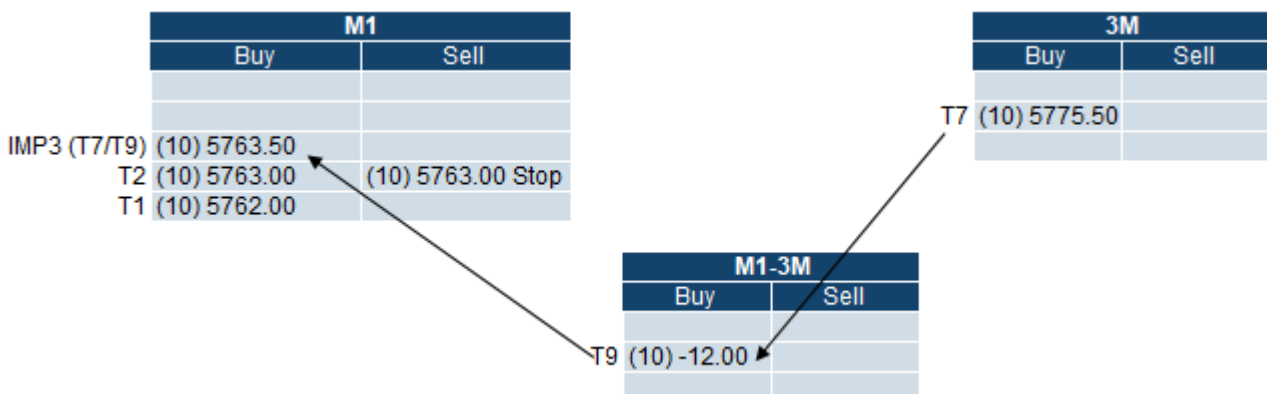 M1
Buy Sell
IMP3 (T7/T9) (10) 5763.50
T2 (10) 5763.00 (10) 5763.00 Stop
T1 (10) 5762.00
3M
Buy Sell
T7 (10) 5775.50
M1-3M
Buy Sell
T9 (10) -12.00